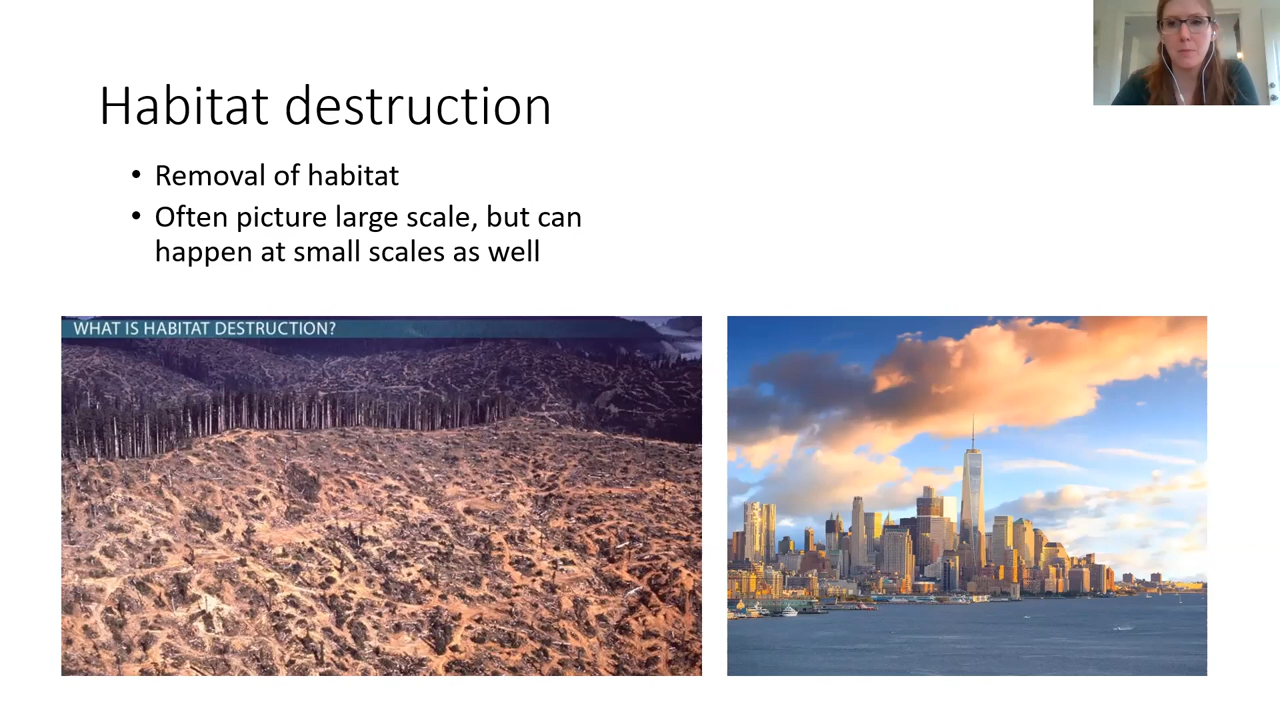 Habitat destruction
• Removal of habitat
• Often picture large scale, but can
happen at small scales as well
WHAT IS HABITAT DESTRUCTION?